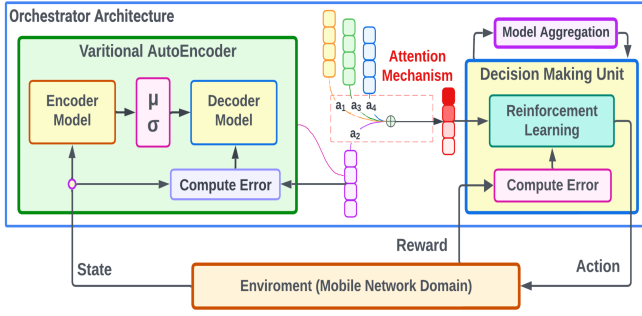 Orchestrator Architecture
Varitional AutoEncoder
Encoder
Model
μ
σ
Decoder
Model
Compute Error
a1 a3 a4
a2
Attention
Mechanism
Model Aggregation
Decision Making Unit
Reinforcement
Learning
Compute Error
State
Reward
Action
Enviroment (Mobile Network Domain)